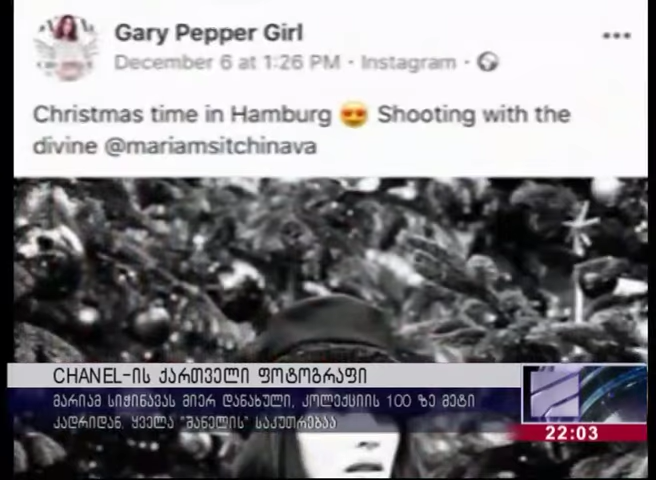 Gary Pepper Girl
December 6 at 1:26 PM · Instagram ·
Christmas time in Hamburg 😍 Shooting with the
divine @mariamsitchinava
CHANEL-ის ქართველი ფოტოგრაფი
მარიამ სიჭინავას მიერ დანახული, კოლექციის 100 ზე მეტი
კადრიდან, ყველა "შანელის" საკუთრებაა
22:03